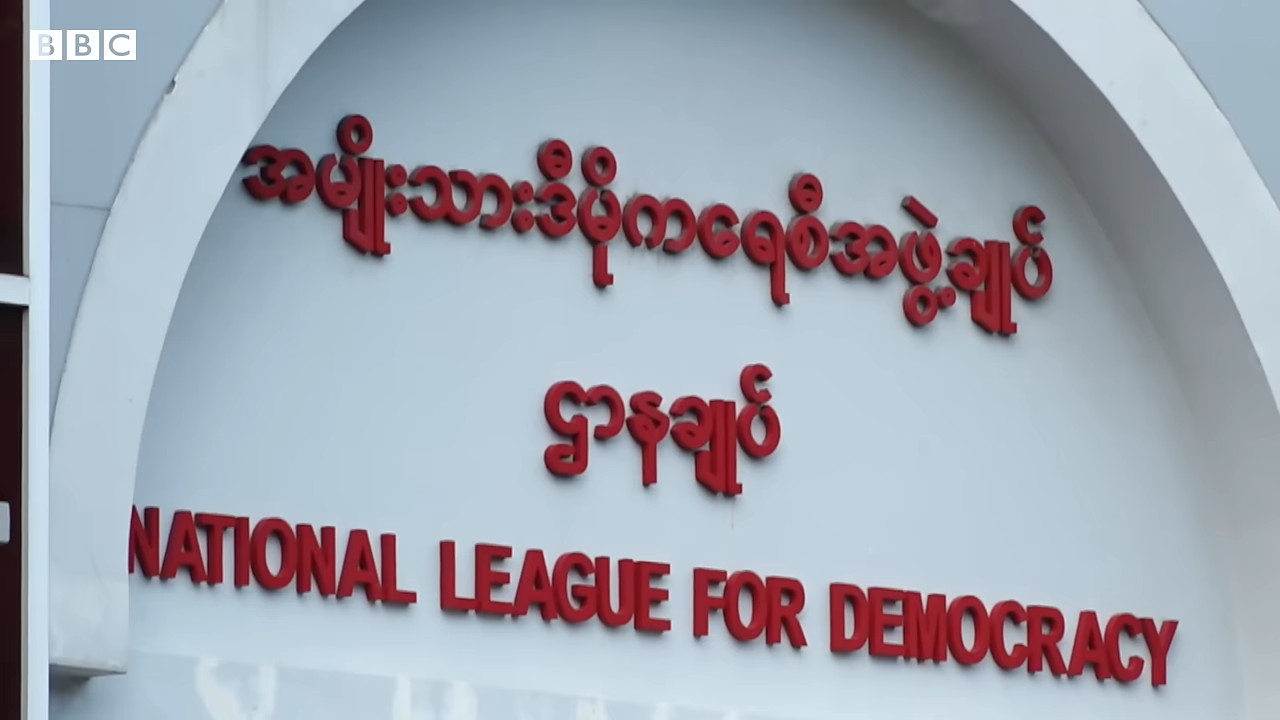 BBC
အမျိုးသားဒီမိုကရေစီအဖွဲ့ချုပ်
ဌာနချုပ်
NATIONAL LEAGUE FOR DEMOCRACY